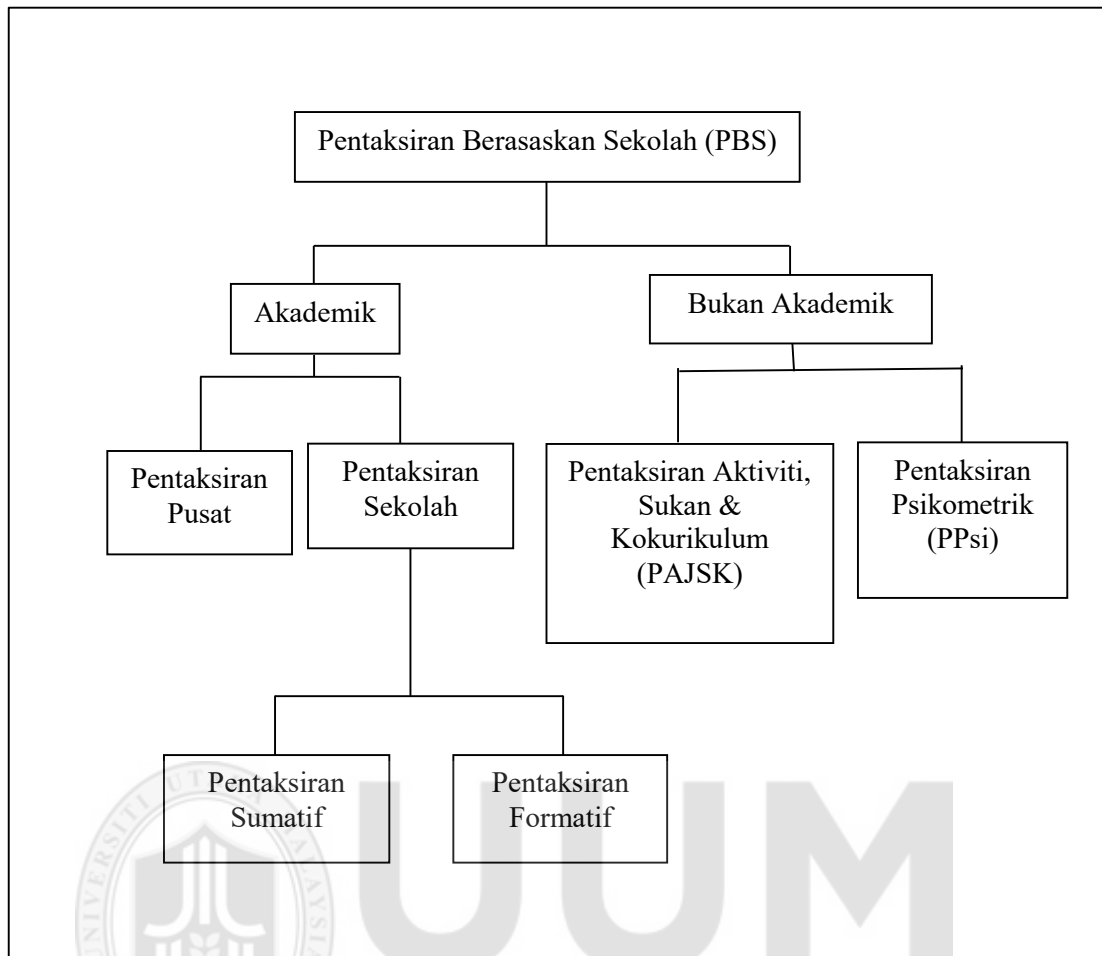 Pentaksiran Berasaskan Sekolah (PBS)
Akademik
Bukan Akademik
Pentaksiran
Pusat
Pentaksiran
Sekolah
Pentaksiran Aktiviti,
Sukan &
Kokurikulum
(PAJSK)
Pentaksiran
Psikometrik
(PPsi)
Pentaksiran
Sumatif
Pentaksiran
Formatif
UUM